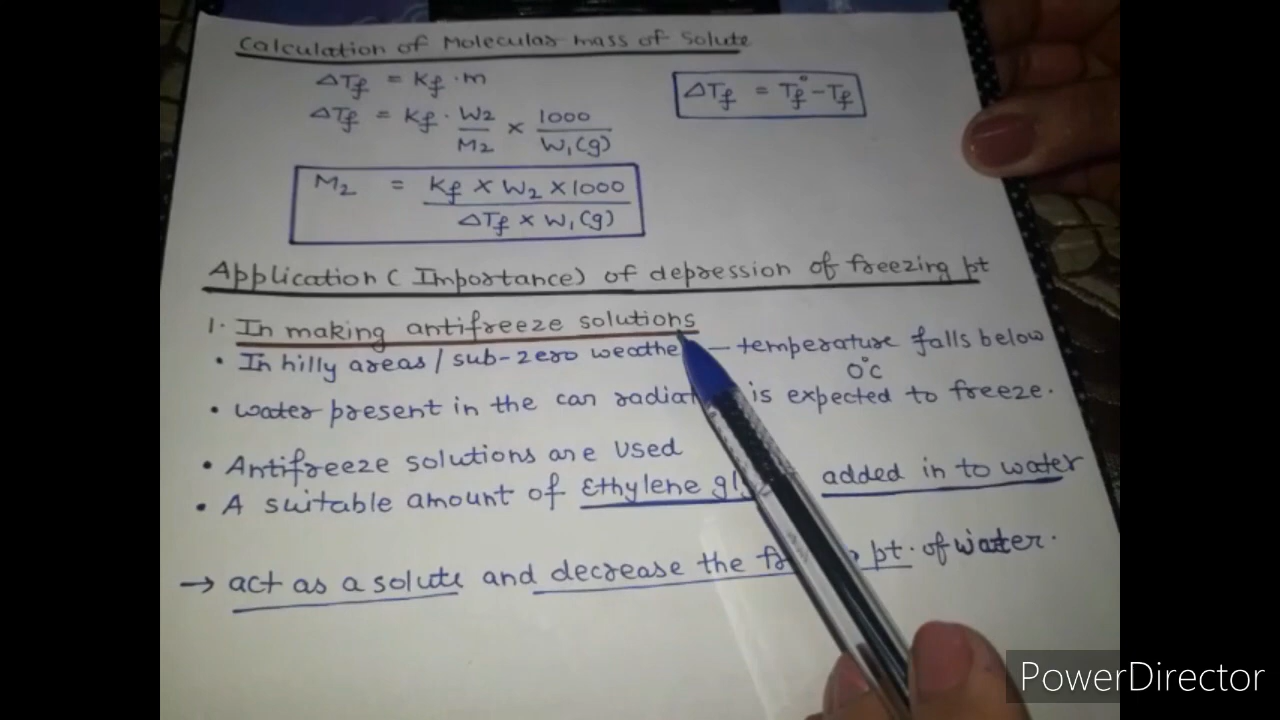 Calculation of Molecular mass of Solute
ΔTf = Kf . m
ΔTf = Tf° - Tf
ΔTf = Kf . W2/M2 × 1000/W1(g)
M2 = Kf × W2 × 1000 / ΔTf × W1(g)
Application (Importance) of depression of freezing pt
1. In making antifreeze solutions
• In hilly areas / sub-zero weathe — temperature falls below
0°C
• water present in the car radiat is expected to freeze.
• Antifreeze solutions are used
• A suitable amount of Ethylene gl added in to water
→ act as a solute and decrease the pt. of water.
PowerDirector